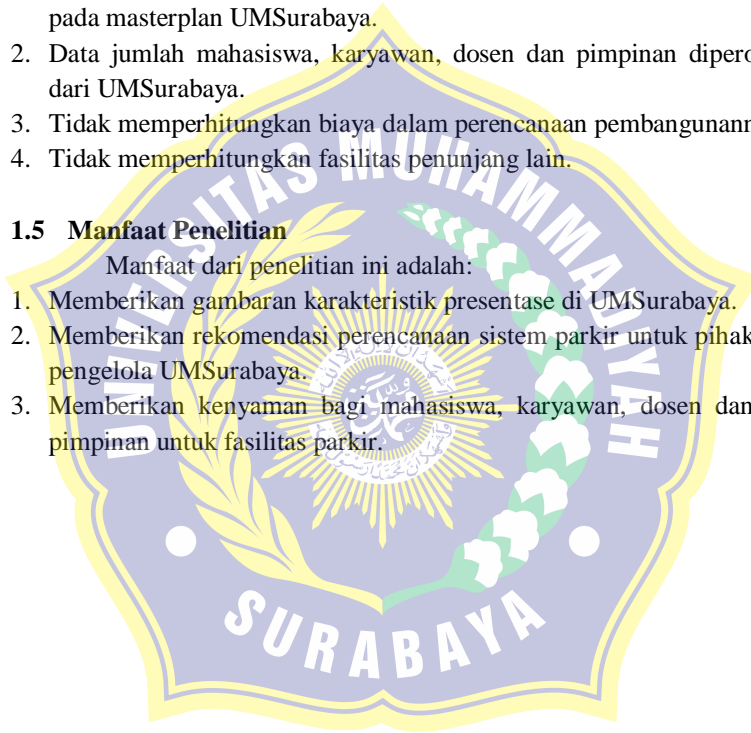 pada masterplan UMSurabaya.
2. Data jumlah mahasiswa, karyawan, dosen dan pimpinan dipero
dari UMSurabaya.
3. Tidak memperhitungkan biaya dalam perencanaan pembangunann
4. Tidak memperhitungkan fasilitas penunjang lain.
1.5 Manfaat Penelitian
Manfaat dari penelitian ini adalah:
1. Memberikan gambaran karakteristik presentase di UMSurabaya.
2. Memberikan rekomendasi perencanaan sistem parkir untuk pihak
pengelola UMSurabaya.
3. Memberikan kenyaman bagi mahasiswa, karyawan, dosen dan
pimpinan untuk fasilitas parkir.
UNIVERSITAS MUHAMMADIYAH
SURABAYA